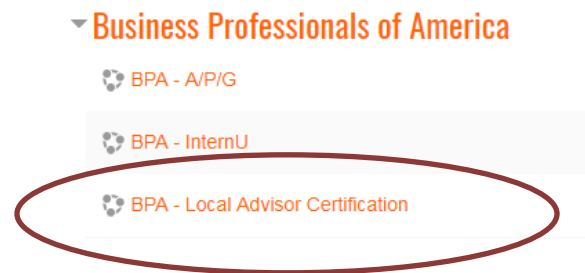 Business Professionals of America
BPA - A/P/G
BPA - InternU
BPA - Local Advisor Certification